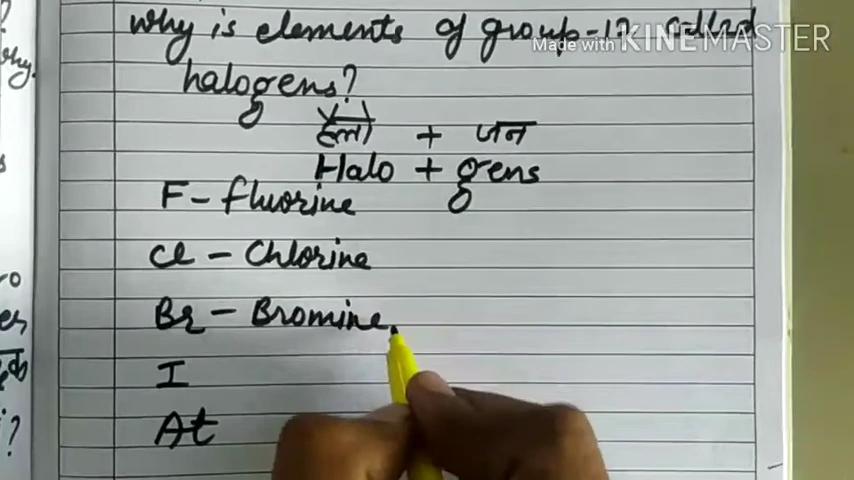 why is elements of group-17 called
Made with KINEMASTER
halogens?
+ जन
Halo + gens
F - fluorine
Cl - Chlorine
Br - Bromine
I
At